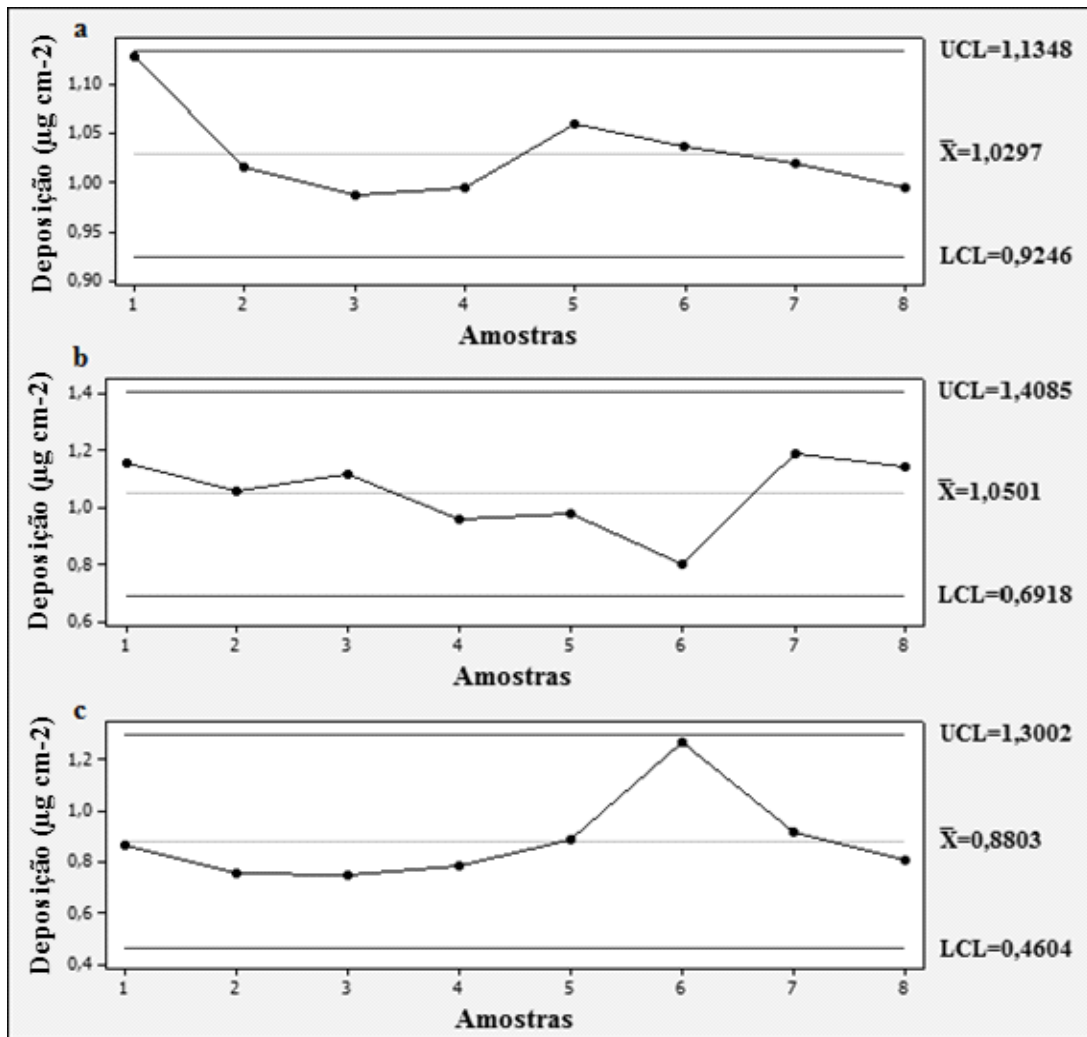 a
Deposição (µg cm-2)
1,10
1,05
1,00
0,95
0,90
UCL=1,1348
X̄=1,0297
LCL=0,9246
1 2 3 4 5 6 7 8
Amostras
b
Deposição (µg cm-2)
1,4
1,2
1,0
0,8
0,6
UCL=1,4085
X̄=1,0501
LCL=0,6918
1 2 3 4 5 6 7 8
Amostras
c
Deposição (µg cm-2)
1,2
1,0
0,8
0,6
0,4
UCL=1,3002
X̄=0,8803
LCL=0,4604
1 2 3 4 5 6 7 8
Amostras